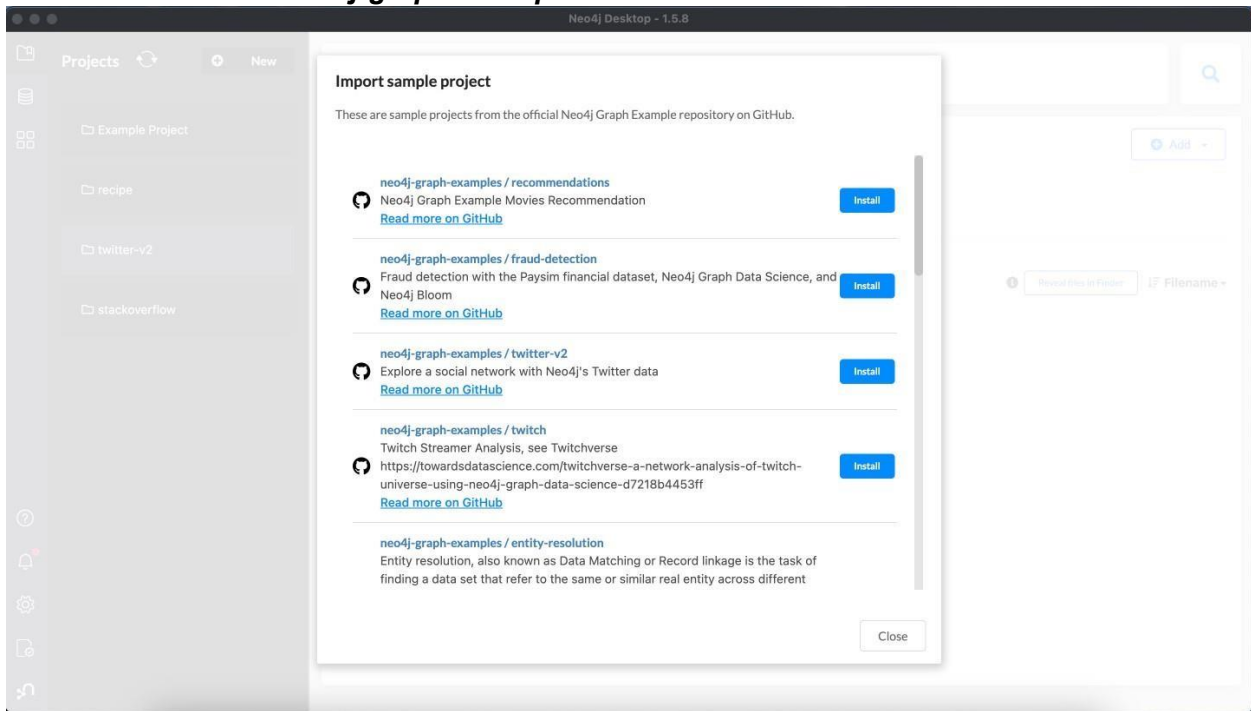 Neo4j Desktop - 1.5.8
Projects
New
Example Project
recipe
twitter-v2
stackoverflow
Add
Reveal files in Finder
Filename
Import sample project
These are sample projects from the official Neo4j Graph Example repository on GitHub.
neo4j-graph-examples / recommendations
Neo4j Graph Example Movies Recommendation
Read more on GitHub
Install
neo4j-graph-examples / fraud-detection
Fraud detection with the Paysim financial dataset, Neo4j Graph Data Science, and
Neo4j Bloom
Read more on GitHub
Install
neo4j-graph-examples / twitter-v2
Explore a social network with Neo4j's Twitter data
Read more on GitHub
Install
neo4j-graph-examples / twitch
Twitch Streamer Analysis, see Twitchverse
https://towardsdatascience.com/twitchverse-a-network-analysis-of-twitch-
universe-using-neo4j-graph-data-science-d7218b4453ff
Read more on GitHub
Install
neo4j-graph-examples / entity-resolution
Entity resolution, also known as Data Matching or Record linkage is the task of
finding a data set that refer to the same or similar real entity across different
Close